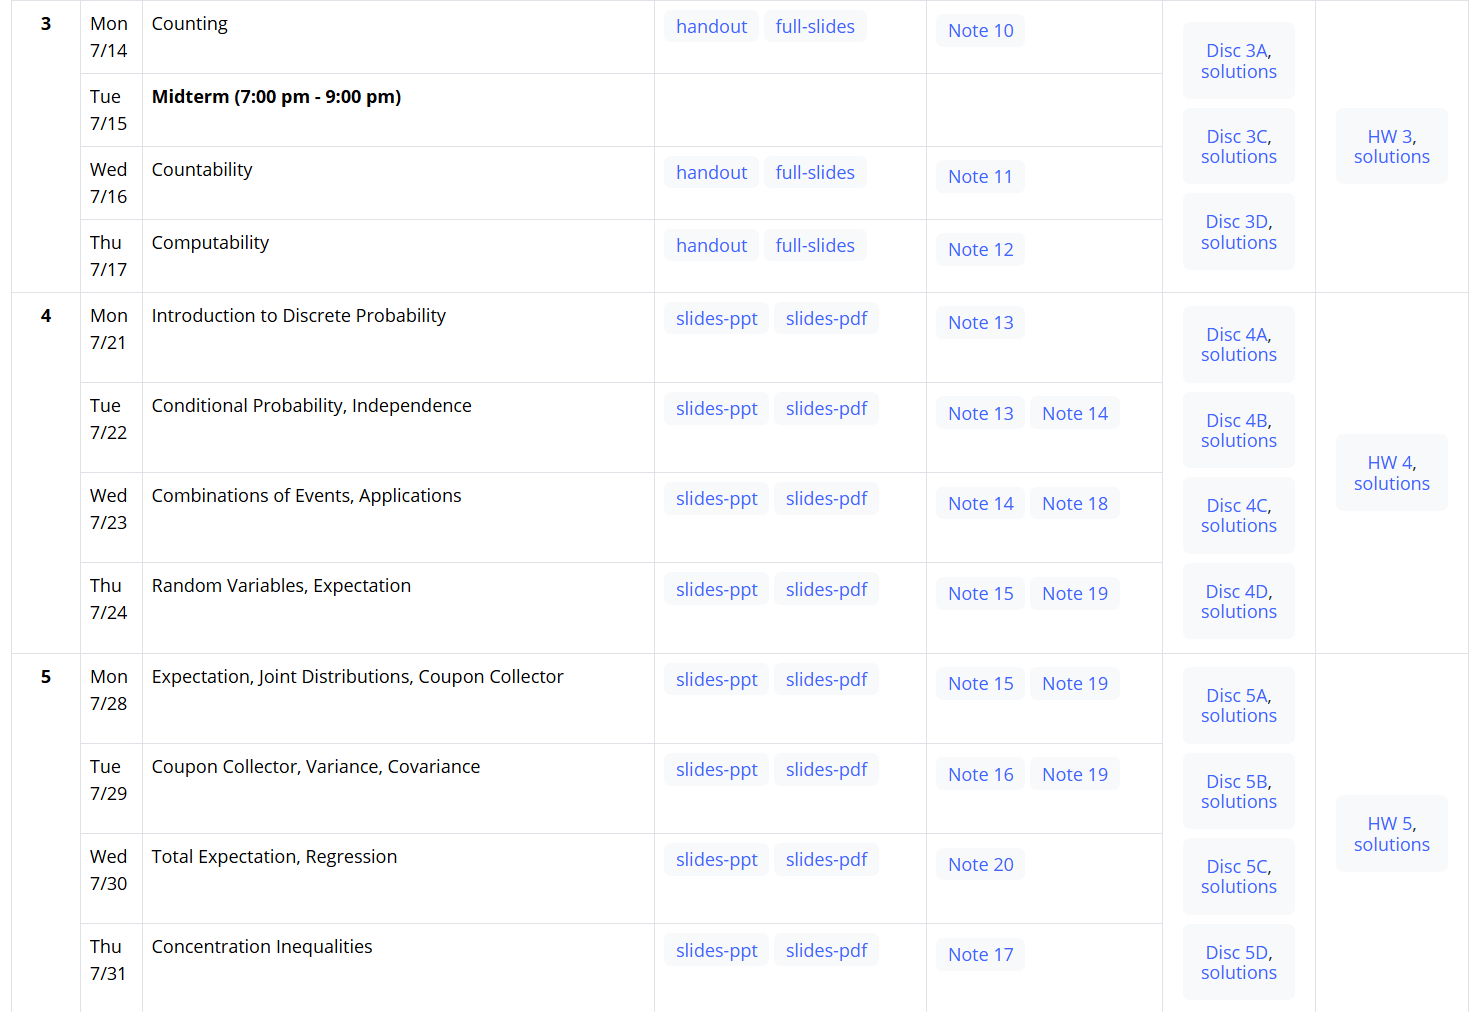 3
Mon
7/14
Counting
handout full-slides
Note 10
Disc 3A,
solutions
Tue
7/15
Midterm (7:00 pm - 9:00 pm)
Disc 3C,
solutions
HW 3,
solutions
Wed
7/16
Countability
handout full-slides
Note 11
Disc 3D,
solutions
Thu
7/17
Computability
handout full-slides
Note 12
4
Mon
7/21
Introduction to Discrete Probability
slides-ppt slides-pdf
Note 13
Disc 4A,
solutions
Tue
7/22
Conditional Probability, Independence
slides-ppt slides-pdf
Note 13 Note 14
Disc 4B,
solutions
HW 4,
solutions
Wed
7/23
Combinations of Events, Applications
slides-ppt slides-pdf
Note 14 Note 18
Disc 4C,
solutions
Thu
7/24
Random Variables, Expectation
slides-ppt slides-pdf
Note 15 Note 19
Disc 4D,
solutions
5
Mon
7/28
Expectation, Joint Distributions, Coupon Collector
slides-ppt slides-pdf
Note 15 Note 19
Disc 5A,
solutions
Tue
7/29
Coupon Collector, Variance, Covariance
slides-ppt slides-pdf
Note 16 Note 19
Disc 5B,
solutions
HW 5,
solutions
Wed
7/30
Total Expectation, Regression
slides-ppt slides-pdf
Note 20
Disc 5C,
solutions
Thu
7/31
Concentration Inequalities
slides-ppt slides-pdf
Note 17
Disc 5D,
solutions